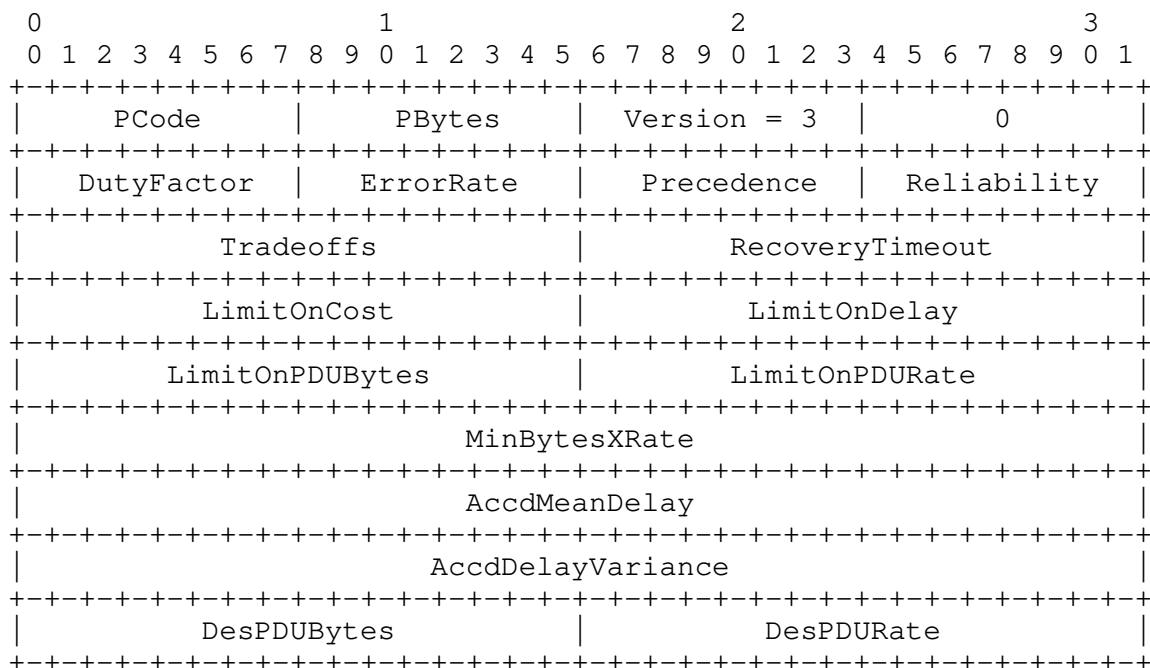 0                   1                   2                   3
 0 1 2 3 4 5 6 7 8 9 0 1 2 3 4 5 6 7 8 9 0 1 2 3 4 5 6 7 8 9 0 1
+-+-+-+-+-+-+-+-+-+-+-+-+-+-+-+-+-+-+-+-+-+-+-+-+-+-+-+-+-+-+-+-+
|     PCode     |     PBytes    |  Version = 3  |       0       |
+-+-+-+-+-+-+-+-+-+-+-+-+-+-+-+-+-+-+-+-+-+-+-+-+-+-+-+-+-+-+-+-+
|   DutyFactor  |   ErrorRate   |   Precedence  |  Reliability  |
+-+-+-+-+-+-+-+-+-+-+-+-+-+-+-+-+-+-+-+-+-+-+-+-+-+-+-+-+-+-+-+-+
|           Tradeoffs           |        RecoveryTimeout        |
+-+-+-+-+-+-+-+-+-+-+-+-+-+-+-+-+-+-+-+-+-+-+-+-+-+-+-+-+-+-+-+-+
|          LimitOnCost          |         LimitOnDelay          |
+-+-+-+-+-+-+-+-+-+-+-+-+-+-+-+-+-+-+-+-+-+-+-+-+-+-+-+-+-+-+-+-+
|        LimitOnPDUBytes        |        LimitOnPDURate         |
+-+-+-+-+-+-+-+-+-+-+-+-+-+-+-+-+-+-+-+-+-+-+-+-+-+-+-+-+-+-+-+-+
|                         MinBytesXRate                         |
+-+-+-+-+-+-+-+-+-+-+-+-+-+-+-+-+-+-+-+-+-+-+-+-+-+-+-+-+-+-+-+-+
|                         AccdMeanDelay                         |
+-+-+-+-+-+-+-+-+-+-+-+-+-+-+-+-+-+-+-+-+-+-+-+-+-+-+-+-+-+-+-+-+
|                       AccdDelayVariance                       |
+-+-+-+-+-+-+-+-+-+-+-+-+-+-+-+-+-+-+-+-+-+-+-+-+-+-+-+-+-+-+-+-+
|          DesPDUBytes          |          DesPDURate           |
+-+-+-+-+-+-+-+-+-+-+-+-+-+-+-+-+-+-+-+-+-+-+-+-+-+-+-+-+-+-+-+-+